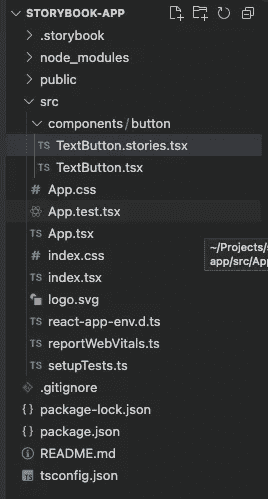 STORYBOOK-APP
.storybook
node_modules
public
src
components/button
TS TextButton.stories.tsx
TS TextButton.tsx
# App.css
App.test.tsx
TS App.tsx
~/Projects/s
app/src/App
# index.css
TS index.tsx
logo.svg
TS react-app-env.d.ts
TS reportWebVitals.ts
TS setupTests.ts
.gitignore
{} package-lock.json
{} package.json
README.md
TS tsconfig.json